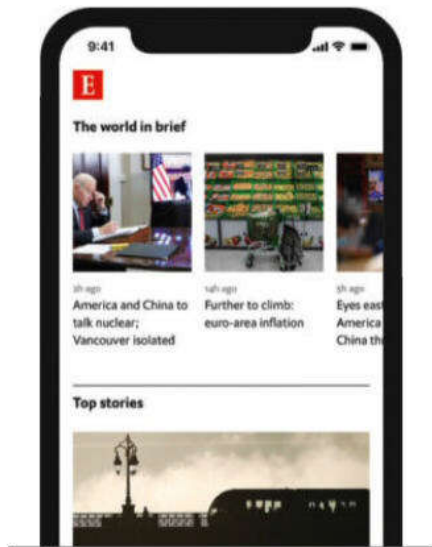 9:41
E
The world in brief
2h ago
America and China to
talk nuclear;
Vancouver isolated
14h ago
Further to climb:
euro-area inflation
5h ago
Eyes east
America
China th
Top stories